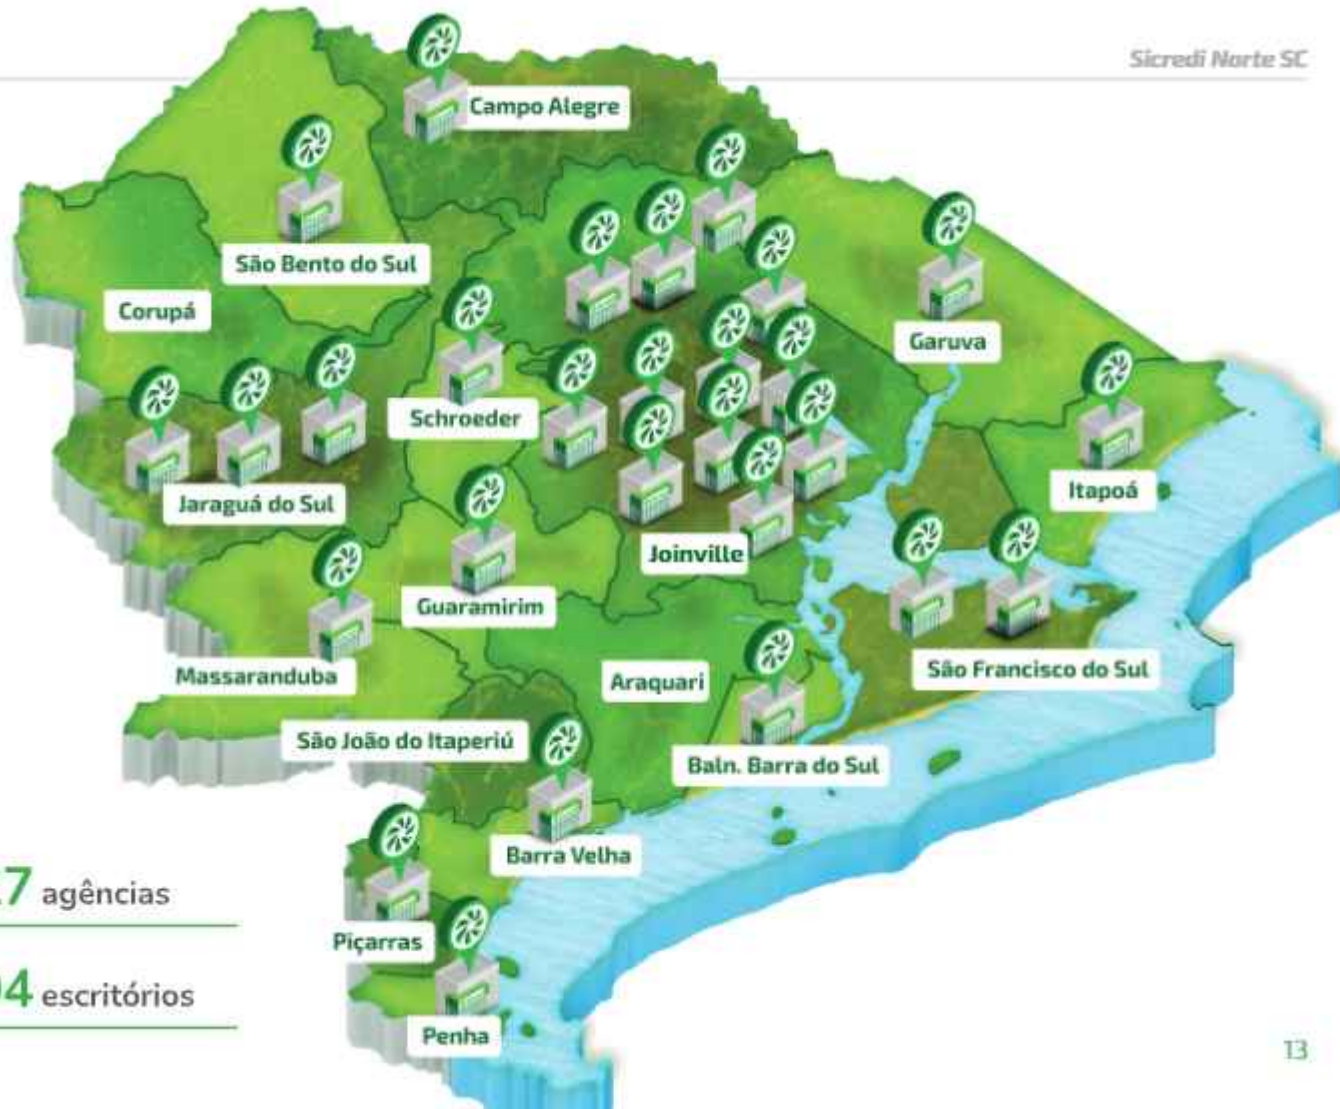 Sicredi Norte SC
Campo Alegre
São Bento do Sul
Corupá
Garuva
Schroeder
Itapoá
Jaraguá do Sul
Joinville
Guaramirim
São Francisco do Sul
Massaranduba
Araquari
São João do Itaperiú
Baln. Barra do Sul
Barra Velha
7 agências
Piçarras
4 escritórios
Penha
13